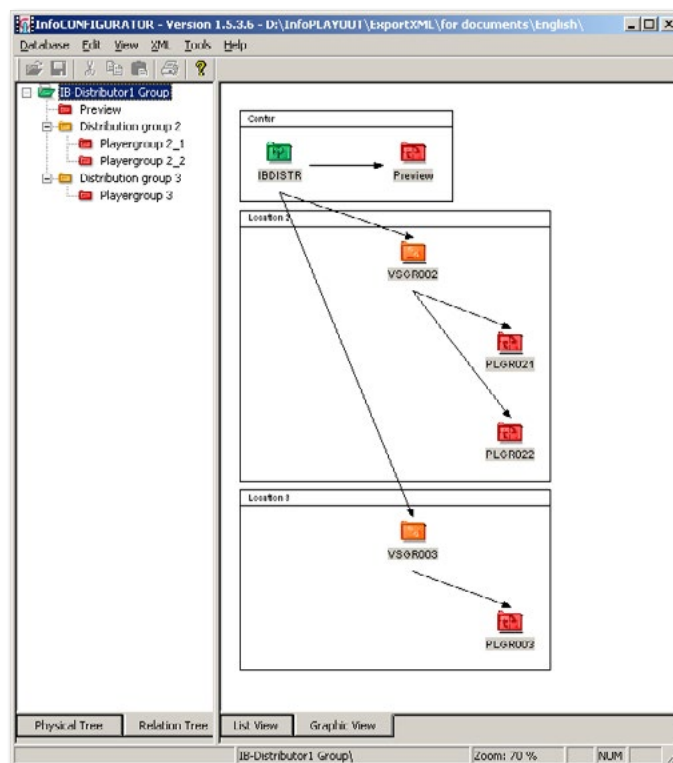 InfoCONFIGURATOR - Version 1.5.3.6 - D:\InfoPLAYOUT\ExportXML\for documents\English\
Database Edit View XML Tools Help
IB-Distributor1 Group
Preview
Distribution group 2
Playergroup 2_1
Playergroup 2_2
Distribution group 3
Playergroup 3
Center
IBDISTR
Preview
Location 2
VSGR002
PLGR021
PLGR022
Location 3
VSGR003
PLGR003
Physical Tree
Relation Tree
List View
Graphic View
IB-Distributor1 Group\
Zoom: 70 %
NUM